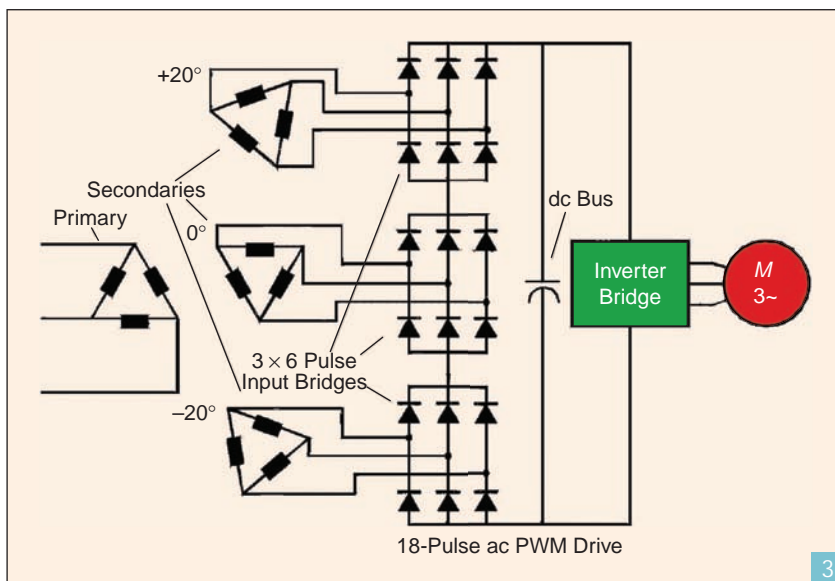 +20°
Secondaries
Primary
0°
dc Bus
Inverter
Bridge
M
3~
3 × 6 Pulse
Input Bridges
–20°
18-Pulse ac PWM Drive
3